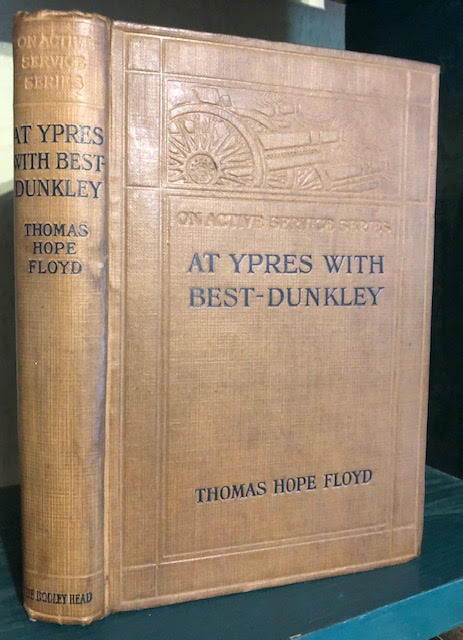 ON ACTIVE
SERVICE
SERIES
AT YPRES
WITH BEST-
DUNKLEY
THOMAS
HOPE
FLOYD
THE BODLEY HEAD
ON ACTIVE SERVICE SERIES
AT YPRES WITH
BEST-DUNKLEY
THOMAS HOPE FLOYD